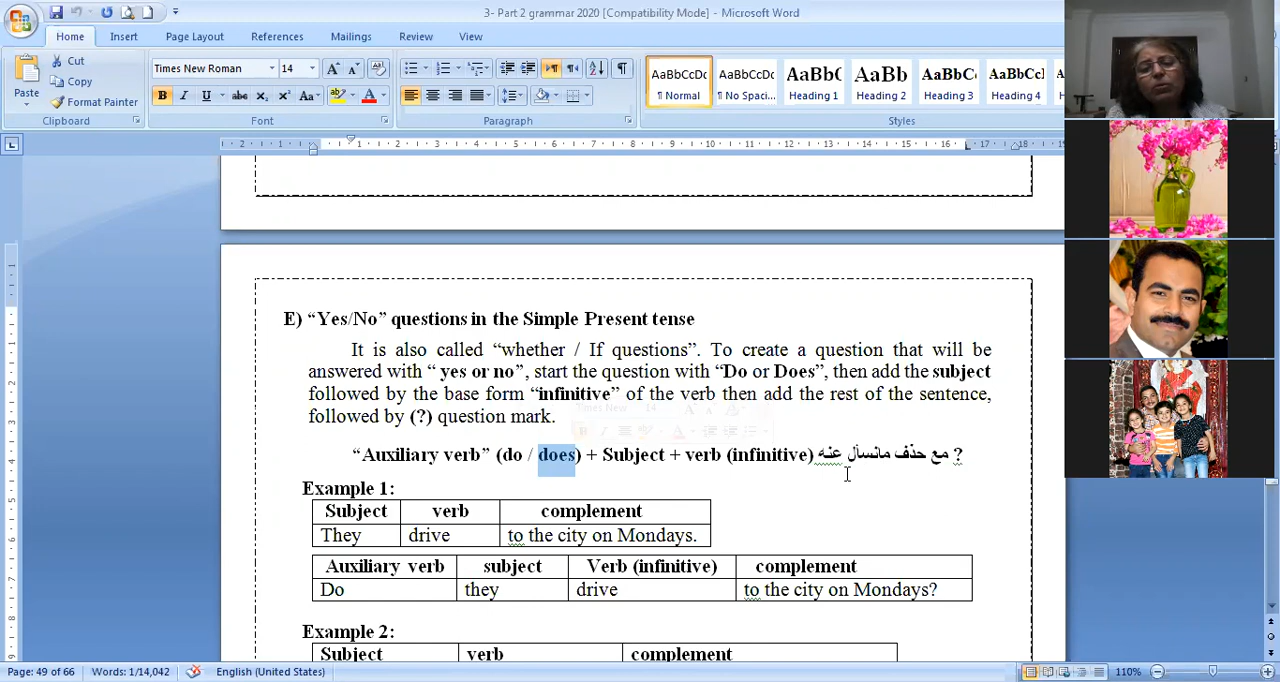 3- Part 2 grammar 2020 [Compatibility Mode] - Microsoft Word
Home Insert Page Layout References Mailings Review View
Cut
Copy
Format Painter
Paste
Clipboard
Times New Roman 14
Font
Paragraph
AaBbCcDc AaBbCcDc AaBbC AaBb( AaBbC AaBbCcI
¶ Normal ¶ No Spaci... Heading 1 Heading 2 Heading 3 Heading 4
Styles
E) “Yes/No” questions in the Simple Present tense
It is also called “whether / If questions”. To create a question that will be
answered with “ yes or no”, start the question with “Do or Does”, then add the subject
followed by the base form “infinitive” of the verb then add the rest of the sentence,
followed by (?) question mark.
“Auxiliary verb” (do / does) + Subject + verb (infinitive) مع حذف مانسأل عنه ?
Example 1:
Subject verb complement
They drive to the city on Mondays.
Auxiliary verb subject Verb (infinitive) complement
Do they drive to the city on Mondays?
Example 2:
Subject verb complement
Page: 49 of 66 Words: 1/14,042 English (United States) 110%